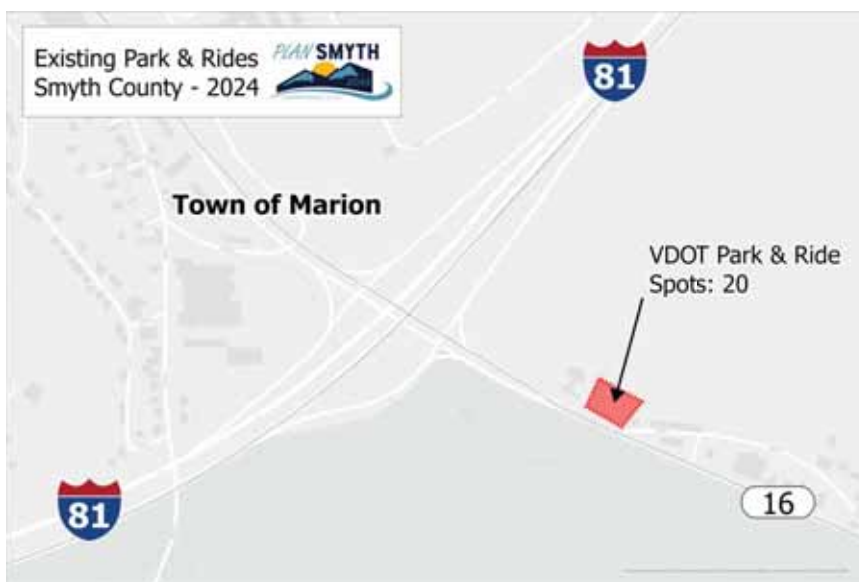 Existing Park & Rides
Smyth County - 2024
PLAN SMYTH
81
Town of Marion
VDOT Park & Ride
Spots: 20
81
16